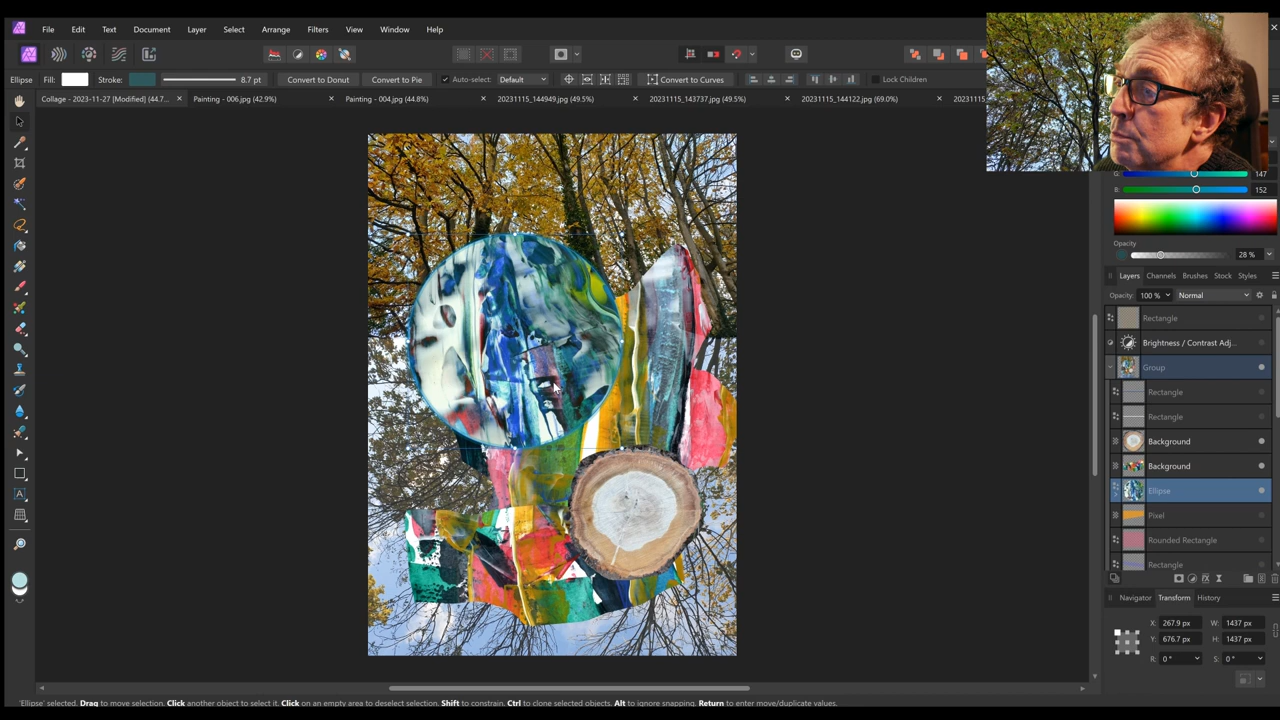 File Edit Text Document Layer Select Arrange Filters View Window Help
Ellipse Fill: Stroke: 8.7 pt Convert to Donut Convert to Pie Auto-select: Default Convert to Curves Lock Children
Collage - 2023-11-27 [Modified] (44.7... Painting - 006.jpg (42.9%) Painting - 004.jpg (44.8%) 20231115_144949.jpg (49.5%) 20231115_143737.jpg (49.5%) 20231115_144122.jpg (69.0%) 202311
G: 147
B: 152
Opacity
28 %
Layers Channels Brushes Stock Styles
Opacity: 100 % Normal
Rectangle
Brightness / Contrast Adj...
Group
Rectangle
Rectangle
Background
Background
Ellipse
Pixel
Rounded Rectangle
Rectangle
Navigator Transform History
X: 267.9 px W: 1437 px
Y: 676.7 px H: 1437 px
R: 0 ° S: 0 °
'Ellipse' selected. Drag to move selection. Click another object to select it. Click on an empty area to deselect selection. Shift to constrain. Ctrl to clone selected objects. Alt to ignore snapping. Return to enter move/duplicate values.